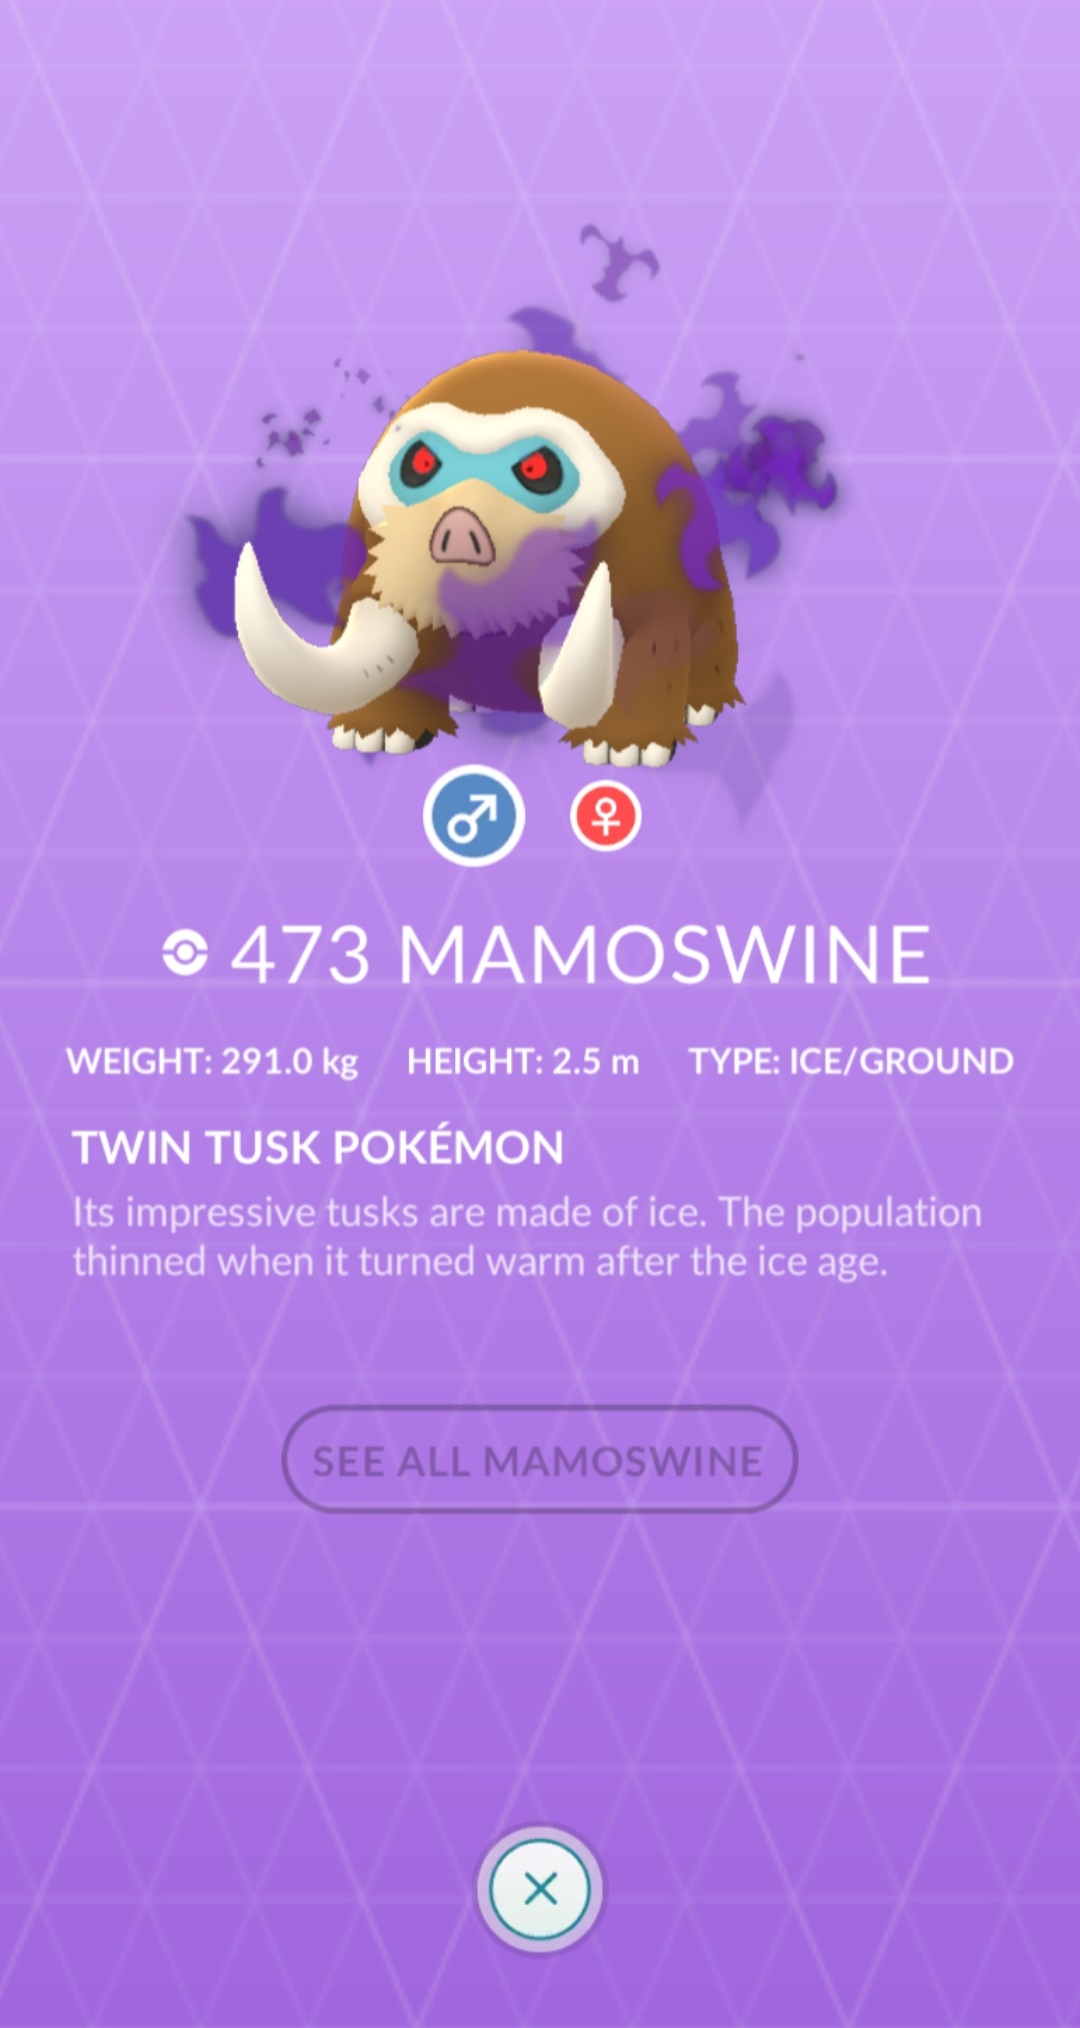 473 MAMOSWINE
WEIGHT: 291.0 kg HEIGHT: 2.5 m TYPE: ICE/GROUND
TWIN TUSK POKÉMON
Its impressive tusks are made of ice. The population
thinned when it turned warm after the ice age.
SEE ALL MAMOSWINE